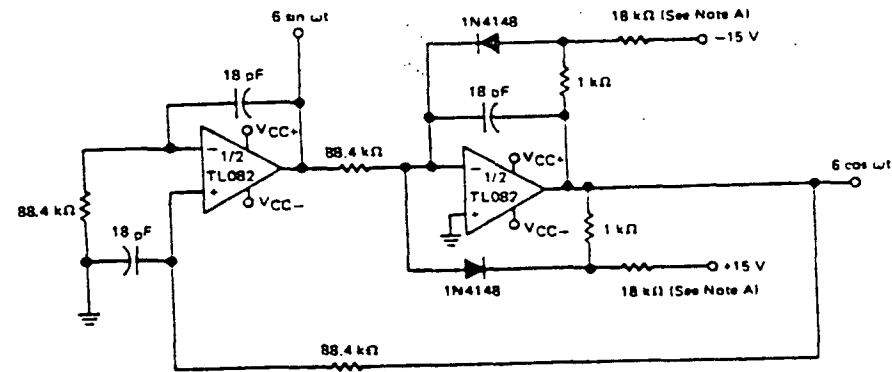 6 sin ωt
1N4148
18 kΩ (See Note A)
−15 V
18 pF
1 kΩ
18 pF
VCC+
−
1/2
TL082
+
VCC−
88.4 kΩ
VCC+
−
1/2
TL082
+
VCC−
6 cos ωt
88.4 kΩ
18 pF
1 kΩ
+15 V
1N4148
18 kΩ (See Note A)
88.4 kΩ